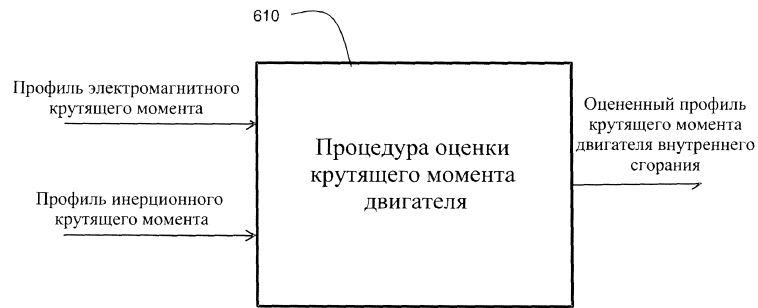 610
Профиль электромагнитного
крутящего момента
Профиль инерционного
крутящего момента
Процедура оценки
крутящего момента
двигателя
Оцененный профиль
крутящего момента
двигателя внутреннего
сгорания